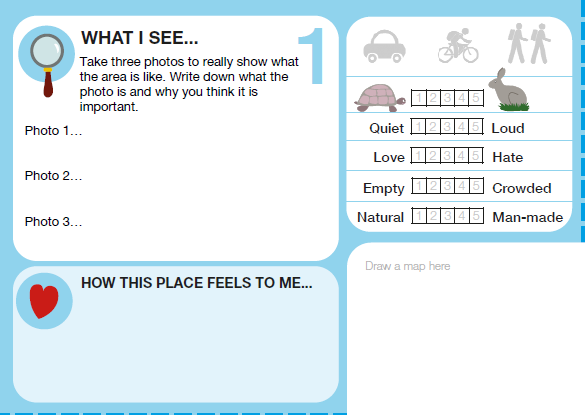 WHAT I SEE...
1
Take three photos to really show what
the area is like. Write down what the
photo is and why you think it is
important.
Photo 1...
Photo 2...
Photo 3...
HOW THIS PLACE FEELS TO ME...
1 2 3 4 5
Quiet 1 2 3 4 5 Loud
Love 1 2 3 4 5 Hate
Empty 1 2 3 4 5 Crowded
Natural 1 2 3 4 5 Man-made
Draw a map here